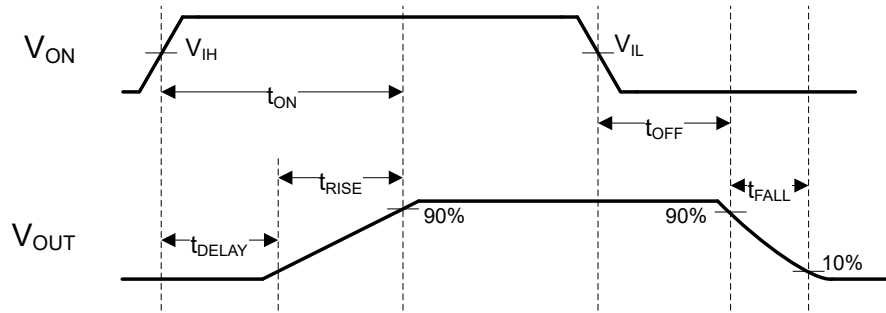 V_ON
V_IH
V_IL
t_ON
t_OFF
t_RISE
t_FALL
V_OUT
t_DELAY
90%
90%
10%